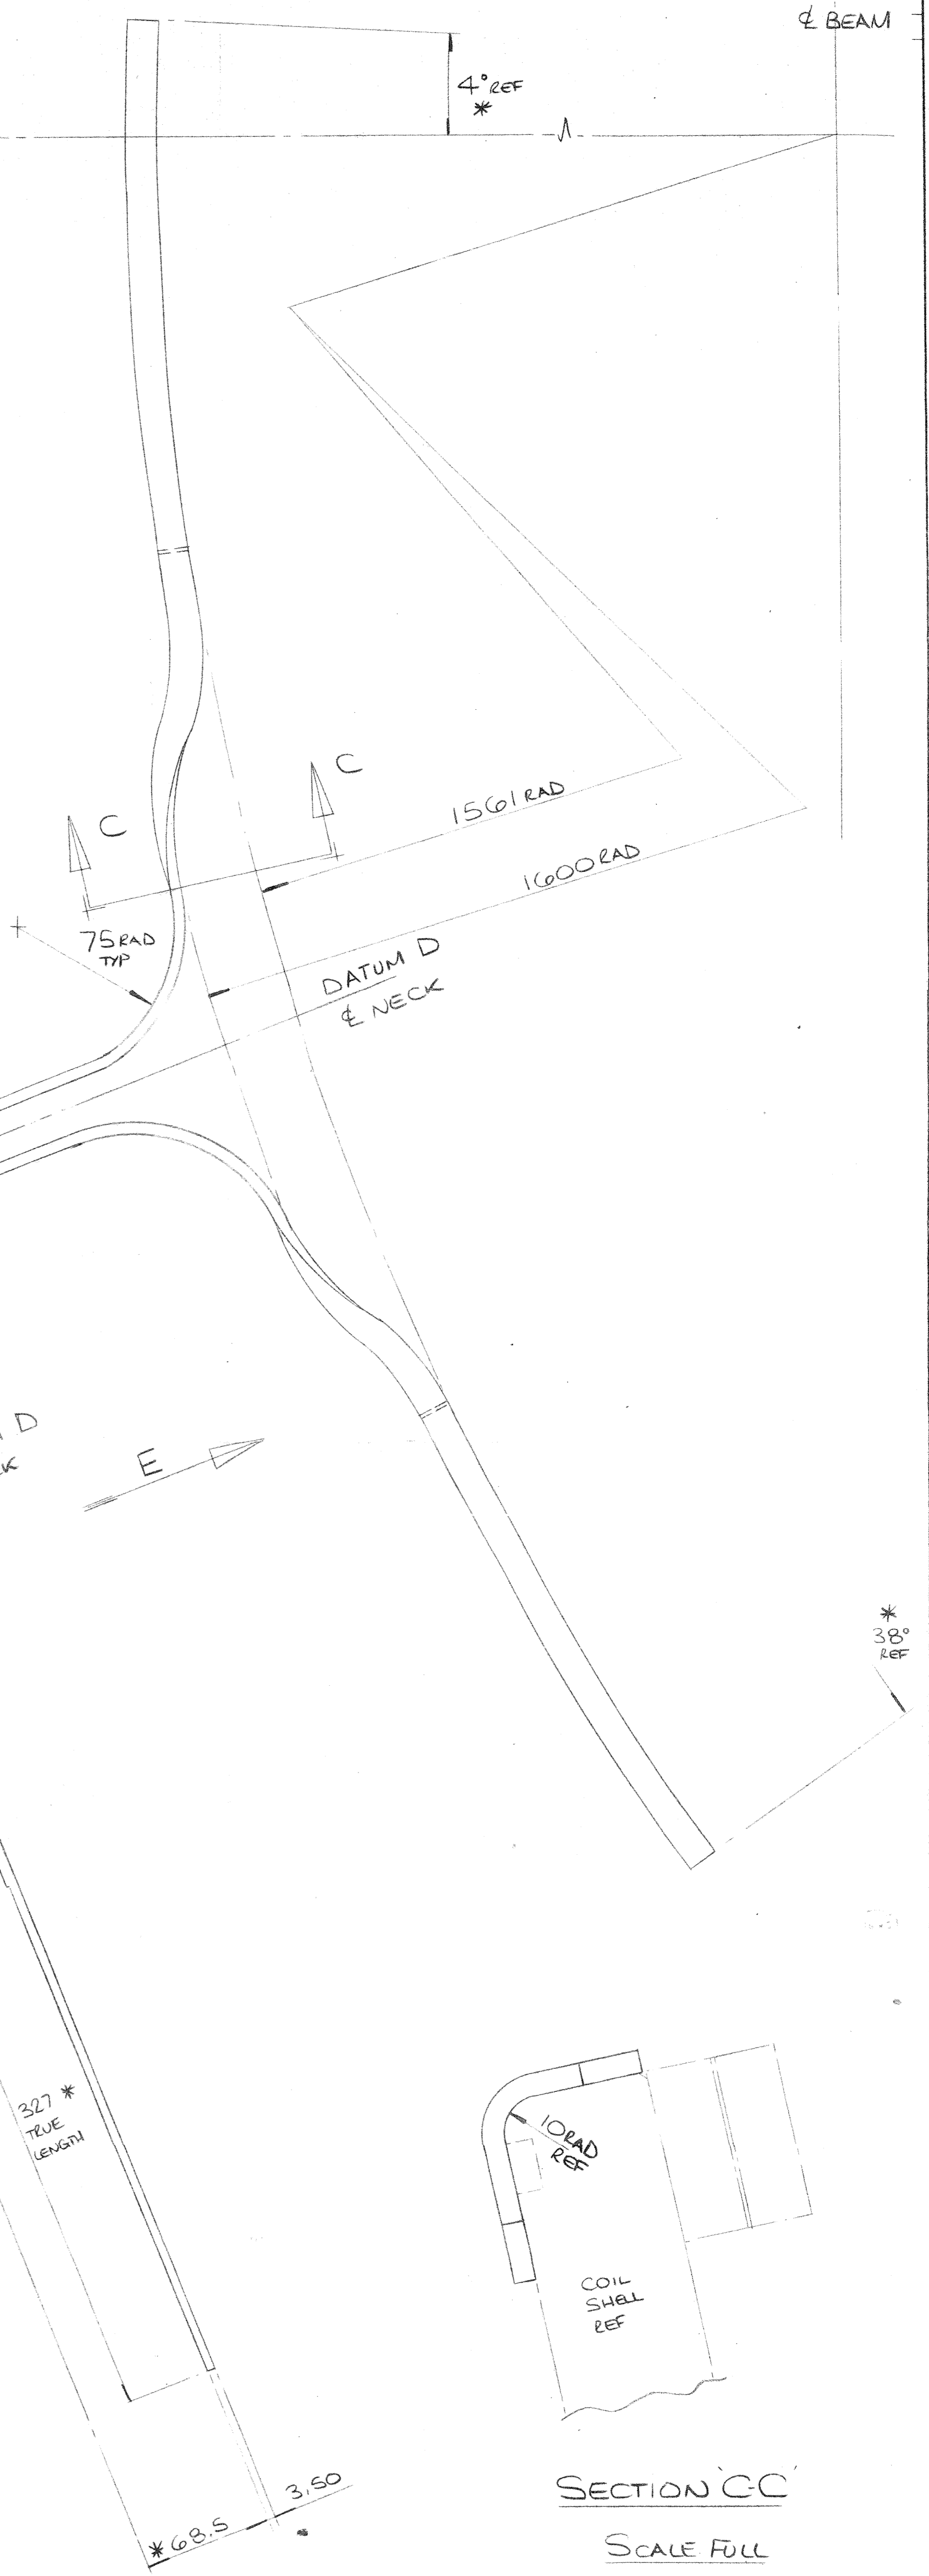 ℄ BEAM
4° REF
*
C
C
1561 RAD
1600 RAD
75 RAD
TYP
DATUM D
℄ NECK
D
K
E
*
38°
REF
327 *
TRUE
LENGTH
10 RAD
REF
COIL
SHELL
REF
3,50
*68.5
SECTION 'C-C'
SCALE FULL